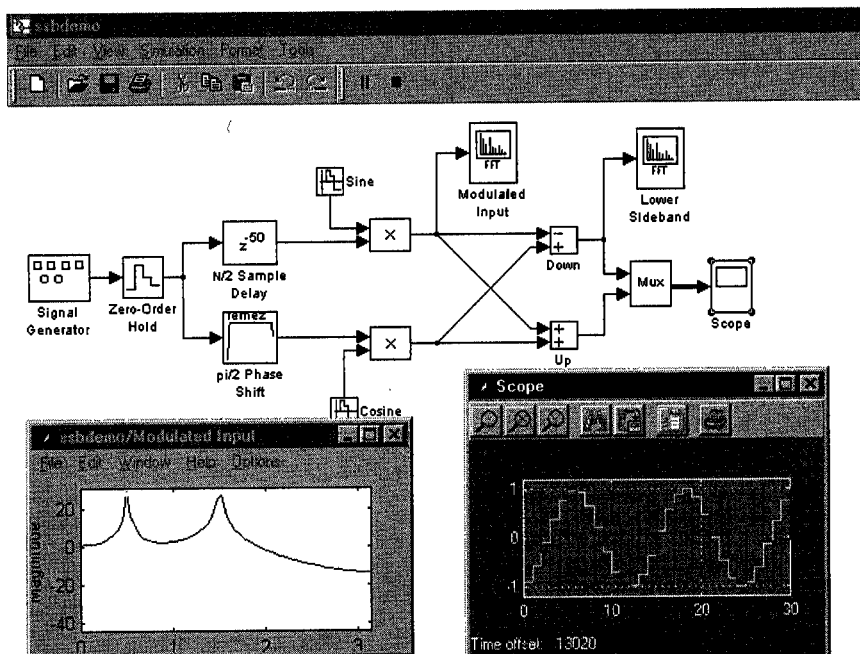 ssbdemo
File Edit View Simulation Format Tools
Sine
FFT
Modulated
Input
FFT
Lower
Sideband
z-50
N/2 Sample
Delay
×
-
+
Down
Signal
Generator
Zero-Order
Hold
remez
pi/2 Phase
Shift
×
+
+
Up
Mux
Scope
Cosine
ssbdemo/Modulated Input
File Edit Window Help Options
Magnitude
20
0
-20
-40
0 1 2 3
Scope
1
0
-1
0 10 20 30
Time offset: 13020